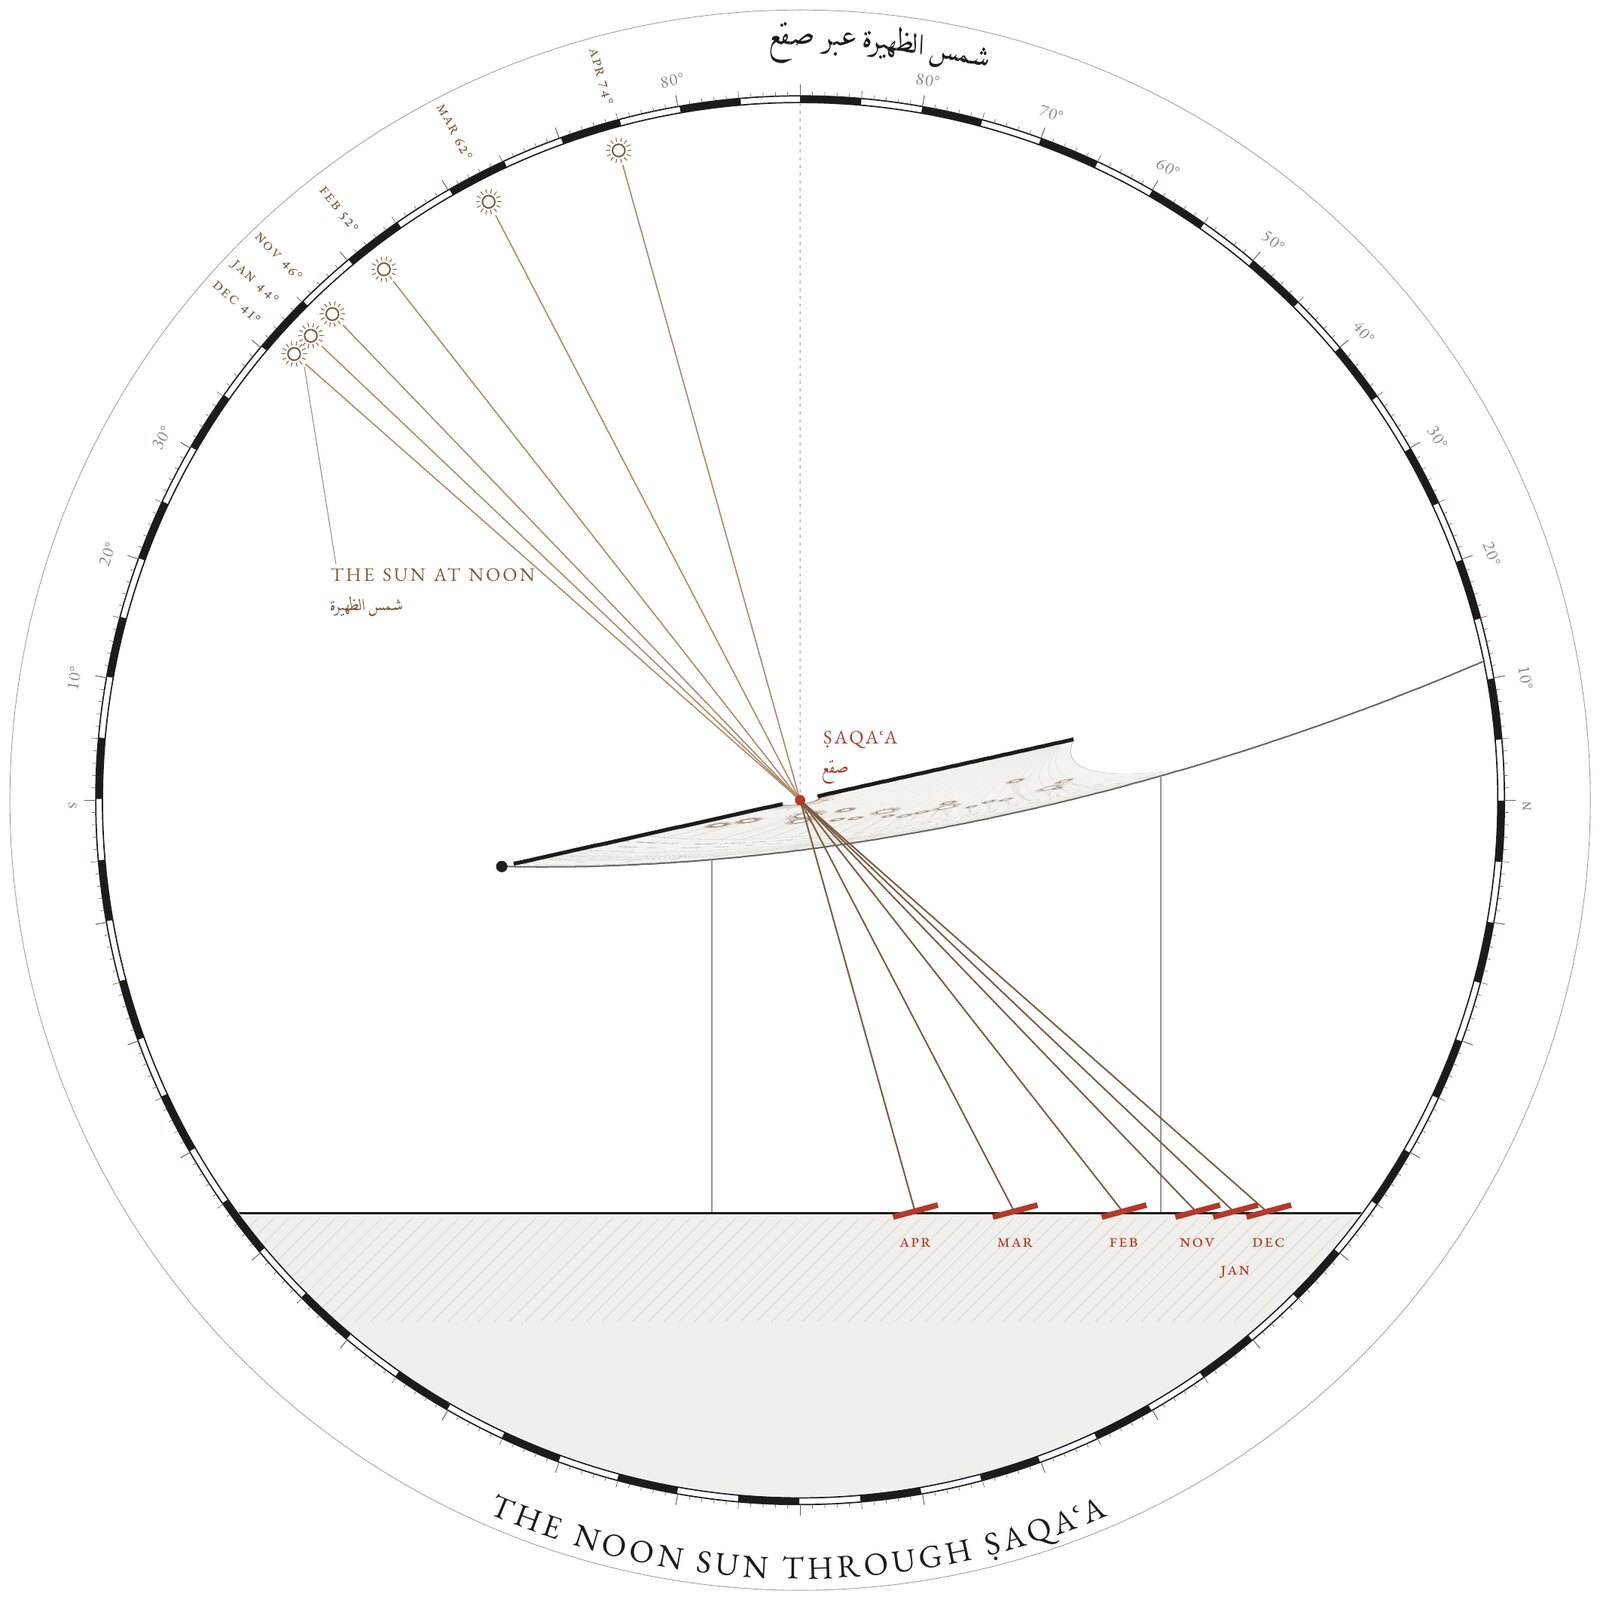 شمس الظهيرة عبر صقع
APR 74°
MAR 62°
FEB 52°
NOV 46°
JAN 44°
DEC 41°
80°
80°
70°
60°
50°
40°
30°
20°
10°
N
30°
20°
10°
S
THE SUN AT NOON
شمس الظهيرة
ṢAQAʿA
صقع
APR
MAR
FEB
NOV
DEC
JAN
THE NOON SUN THROUGH ṢAQAʿA